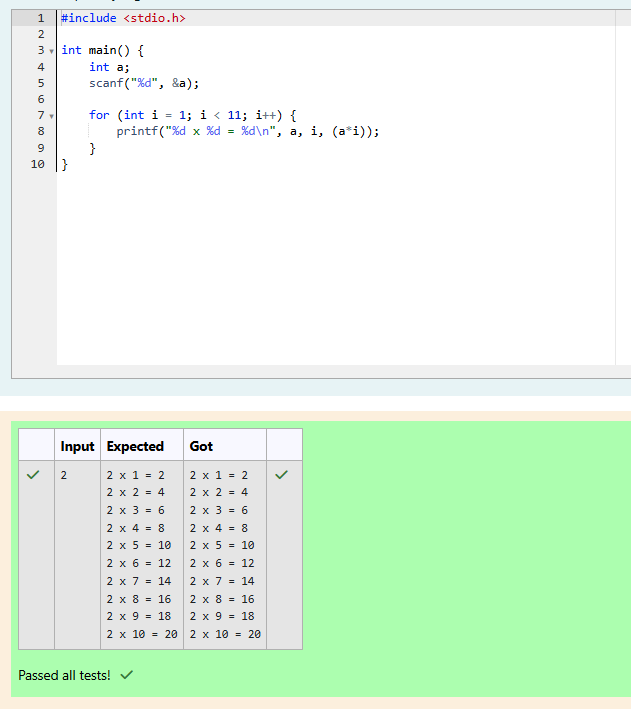 1 #include <stdio.h>
2
3 int main() {
4     int a;
5     scanf("%d", &a);
6
7     for (int i = 1; i < 11; i++) {
8         printf("%d x %d = %d\n", a, i, (a*i));
9     }
10 }
Input Expected Got
2 2 x 1 = 2 2 x 1 = 2
2 x 2 = 4 2 x 2 = 4
2 x 3 = 6 2 x 3 = 6
2 x 4 = 8 2 x 4 = 8
2 x 5 = 10 2 x 5 = 10
2 x 6 = 12 2 x 6 = 12
2 x 7 = 14 2 x 7 = 14
2 x 8 = 16 2 x 8 = 16
2 x 9 = 18 2 x 9 = 18
2 x 10 = 20 2 x 10 = 20
Passed all tests!